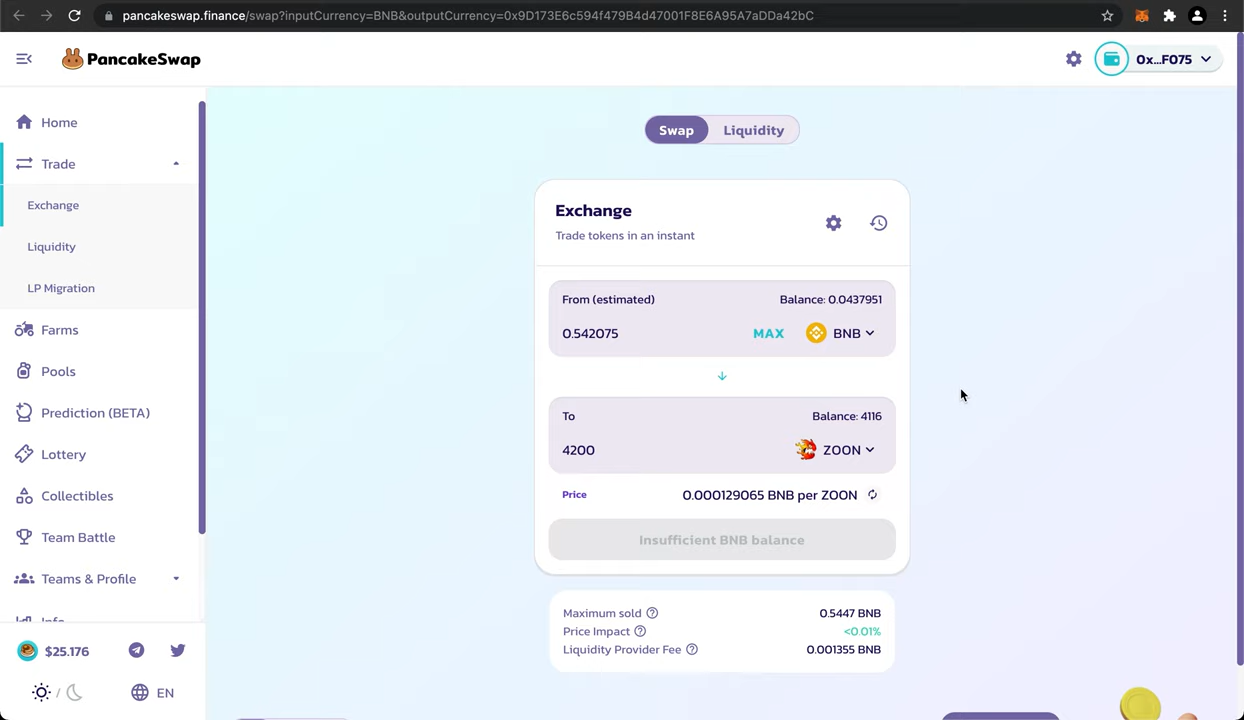 pancakeswap.finance/swap?inputCurrency=BNB&outputCurrency=0x9D173E6c594f479B4d47001F8E6A95A7aDDa42bC
PancakeSwap
0x...F075
Home
Trade
Exchange
Liquidity
LP Migration
Farms
Pools
Prediction (BETA)
Lottery
Collectibles
Team Battle
Teams & Profile
Info
$25.176
/
EN
Swap
Liquidity
Exchange
Trade tokens in an instant
From (estimated) Balance: 0.0437951
0.542075 MAX BNB
To Balance: 4116
4200 ZOON
Price 0.000129065 BNB per ZOON
Insufficient BNB balance
Maximum sold 0.5447 BNB
Price Impact <0.01%
Liquidity Provider Fee 0.001355 BNB